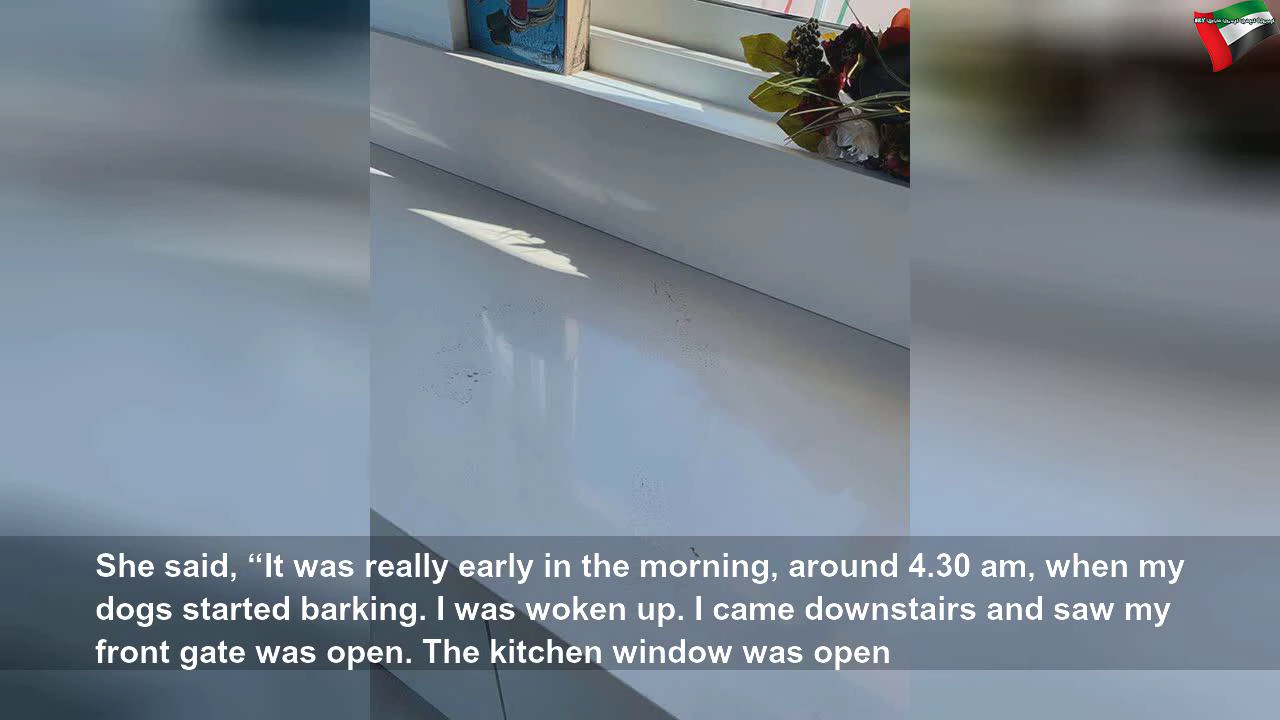 She said, “It was really early in the morning, around 4.30 am, when my
dogs started barking. I was woken up. I came downstairs and saw my
front gate was open. The kitchen window was open